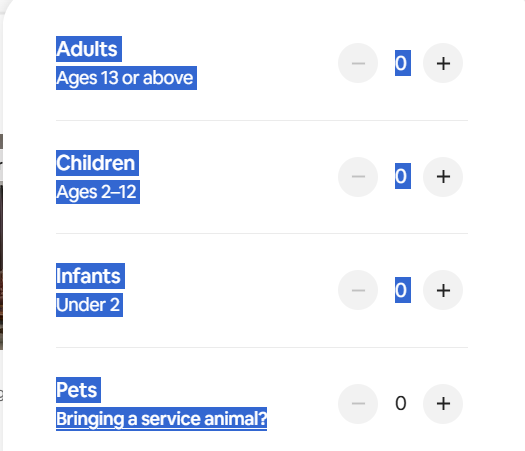 Adults
Ages 13 or above
0
Children
Ages 2–12
0
Infants
Under 2
0
Pets
Bringing a service animal?
0